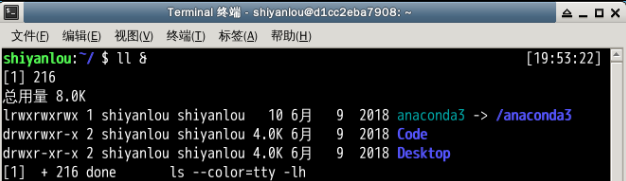 Terminal 终端 - shiyanlou@d1cc2eba7908: ~
文件(F) 编辑(E) 视图(V) 终端(T) 标签(A) 帮助(H)
shiyanlou:~/ $ ll & [19:53:22]
[1] 216
总用量 8.0K
lrwxrwxrwx 1 shiyanlou shiyanlou 10 6月 9 2018 anaconda3 -> /anaconda3
drwxrwxr-x 2 shiyanlou shiyanlou 4.0K 6月 9 2018 Code
drwxr-xr-x 2 shiyanlou shiyanlou 4.0K 6月 9 2018 Desktop
[1] + 216 done ls --color=tty -lh